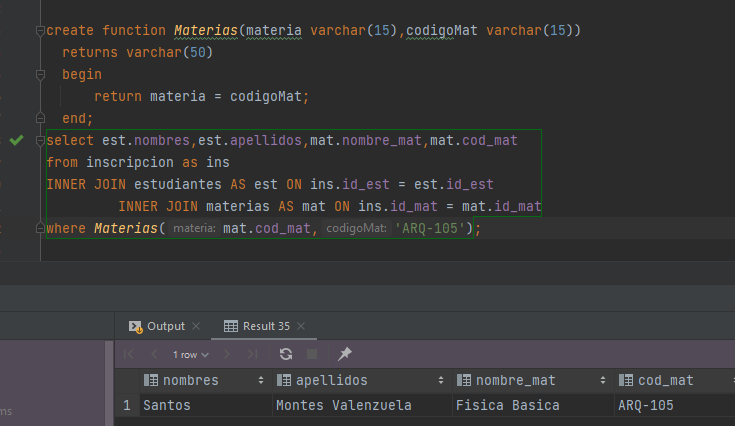 create function Materias(materia varchar(15),codigoMat varchar(15))
returns varchar(50)
begin
return materia = codigoMat;
end;
select est.nombres,est.apellidos,mat.nombre_mat,mat.cod_mat
from inscripcion as ins
INNER JOIN estudiantes AS est ON ins.id_est = est.id_est
INNER JOIN materias AS mat ON ins.id_mat = mat.id_mat
where Materias( materia: mat.cod_mat, codigoMat: 'ARQ-105');
Output Result 35
1 row
nombres apellidos nombre_mat cod_mat
1 Santos Montes Valenzuela Fisica Basica ARQ-105